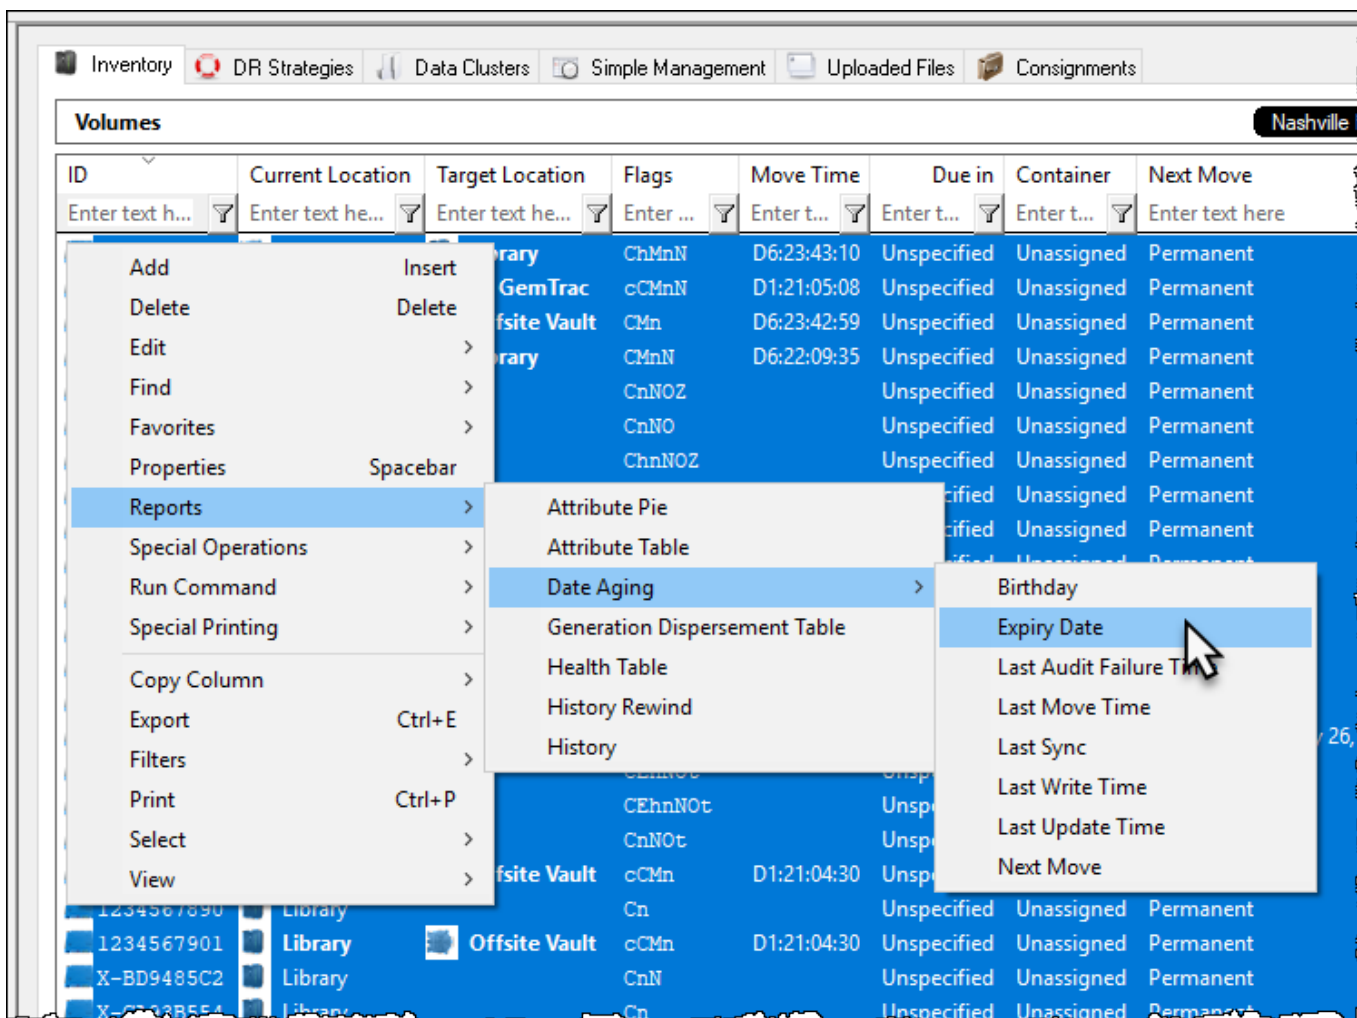 Inventory DR Strategies Data Clusters Simple Management Uploaded Files Consignments
Volumes Nashville
ID Current Location Target Location Flags Move Time Due in Container Next Move
Enter text h... Enter text he... Enter text he... Enter ... Enter t... Enter t... Enter t... Enter text here
ChMnN D6:23:43:10 Unspecified Unassigned Permanent
Add Insert
GemTrac cCMnN D1:21:05:08 Unspecified Unassigned Permanent
Delete Delete
Vault CMn D6:23:42:59 Unspecified Unassigned Permanent
Edit
CMnN D6:22:09:35 Unspecified Unassigned Permanent
Find
CnNOZ Unspecified Unassigned Permanent
Favorites
CnNO Unspecified Unassigned Permanent
Properties Spacebar
ChnNOZ Unspecified Unassigned Permanent
Reports
Unassigned Permanent
Special Operations
Unassigned Permanent
Run Command
Special Printing
Copy Column
Export Ctrl+E
Filters
Print Ctrl+P
Select
View
Attribute Pie
Attribute Table
Date Aging
Generation Dispersement Table
Health Table
History Rewind
History
Birthday
Expiry Date
Last Audit Failure
Last Move Time
Last Sync
Last Write Time
Last Update Time
Next Move
26,
CEhnNOt
CnNOt
Vault cCMn D1:21:04:30
1234567890 Library Cn Unspecified Unassigned Permanent
1234567901 Library Offsite Vault cCMn D1:21:04:30 Unspecified Unassigned Permanent
X-BD9485C2 Library CnN Unspecified Unassigned Permanent
Library Cn Unspecified Unassigned Permanent